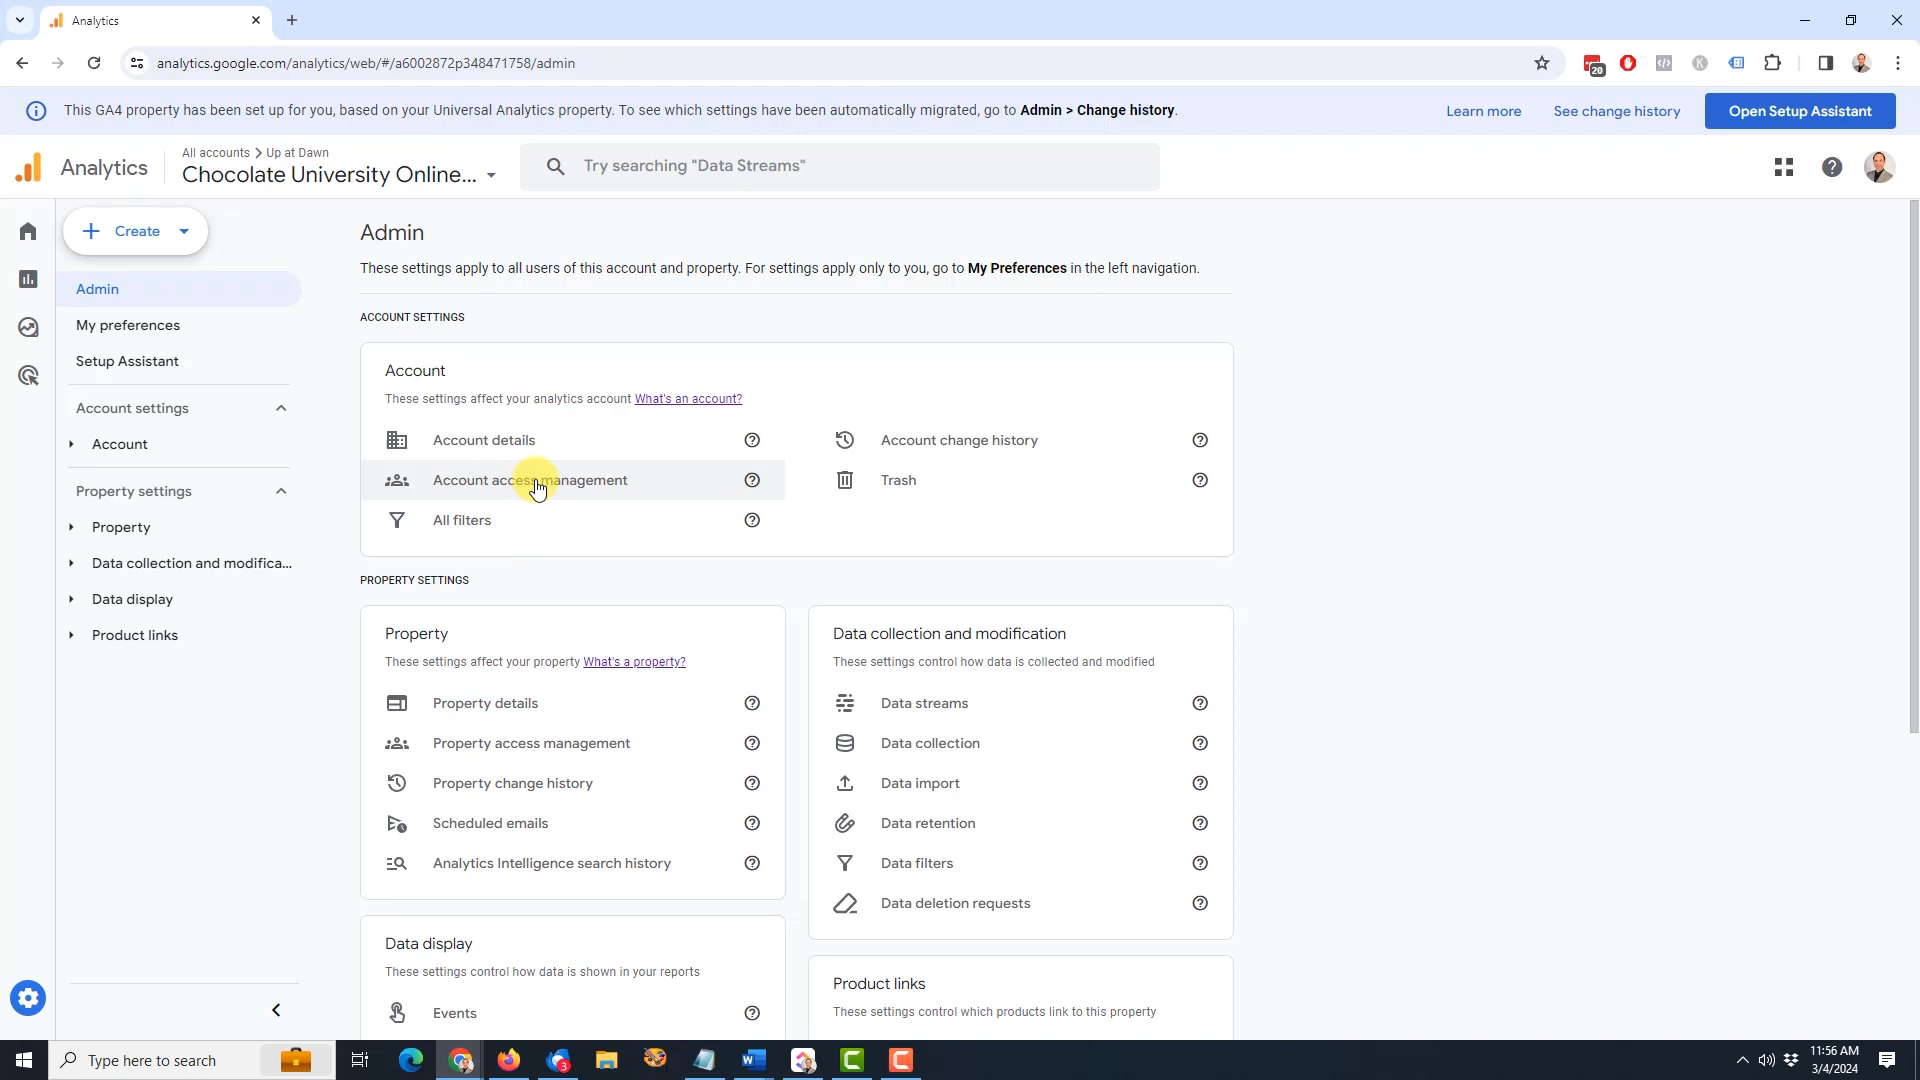 Analytics
analytics.google.com/analytics/web/#/a6002872p348471758/admin
20
This GA4 property has been set up for you, based on your Universal Analytics property. To see which settings have been automatically migrated, go to Admin > Change history.
Learn more
See change history
Open Setup Assistant
Analytics
All accounts > Up at Dawn
Chocolate University Online...
Try searching "Data Streams"
Create
Admin
My preferences
Setup Assistant
Account settings
Account
Property settings
Property
Data collection and modifica...
Data display
Product links
Admin
These settings apply to all users of this account and property. For settings apply only to you, go to My Preferences in the left navigation.
ACCOUNT SETTINGS
Account
These settings affect your analytics account What's an account?
Account details
Account access management
All filters
Account change history
Trash
PROPERTY SETTINGS
Property
These settings affect your property What's a property?
Property details
Property access management
Property change history
Scheduled emails
Analytics Intelligence search history
Data collection and modification
These settings control how data is collected and modified
Data streams
Data collection
Data import
Data retention
Data filters
Data deletion requests
Data display
These settings control how data is shown in your reports
Events
Product links
These settings control which products link to this property
Type here to search
3
11:56 AM
3/4/2024